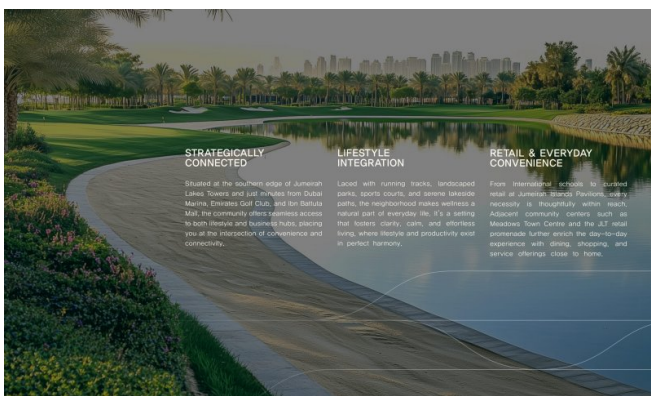 STRATEGICALLY
CONNECTED
Situated at the southern edge of Jumeirah
Lakes Towers and just minutes from Dubai
Marina, Emirates Golf Club, and Ibn Battuta
Mall, the community offers seamless access
to both lifestyle and business hubs, placing
you at the intersection of convenience and
connectivity.
LIFESTYLE
INTEGRATION
Laced with running tracks, landscaped
parks, sports courts, and serene lakeside
paths, the neighborhood makes wellness a
natural part of everyday life. It's a setting
that fosters clarity, calm, and effortless
living, where lifestyle and productivity exist
in perfect harmony.
RETAIL & EVERYDAY
CONVENIENCE
From International schools to curated
retail at Jumeirah Islands Pavilions, every
necessity is thoughtfully within reach.
Adjacent community centers such as
Meadows Town Centre and the JLT retail
promenade further enrich the day-to-day
experience with dining, shopping, and
service offerings close to home.